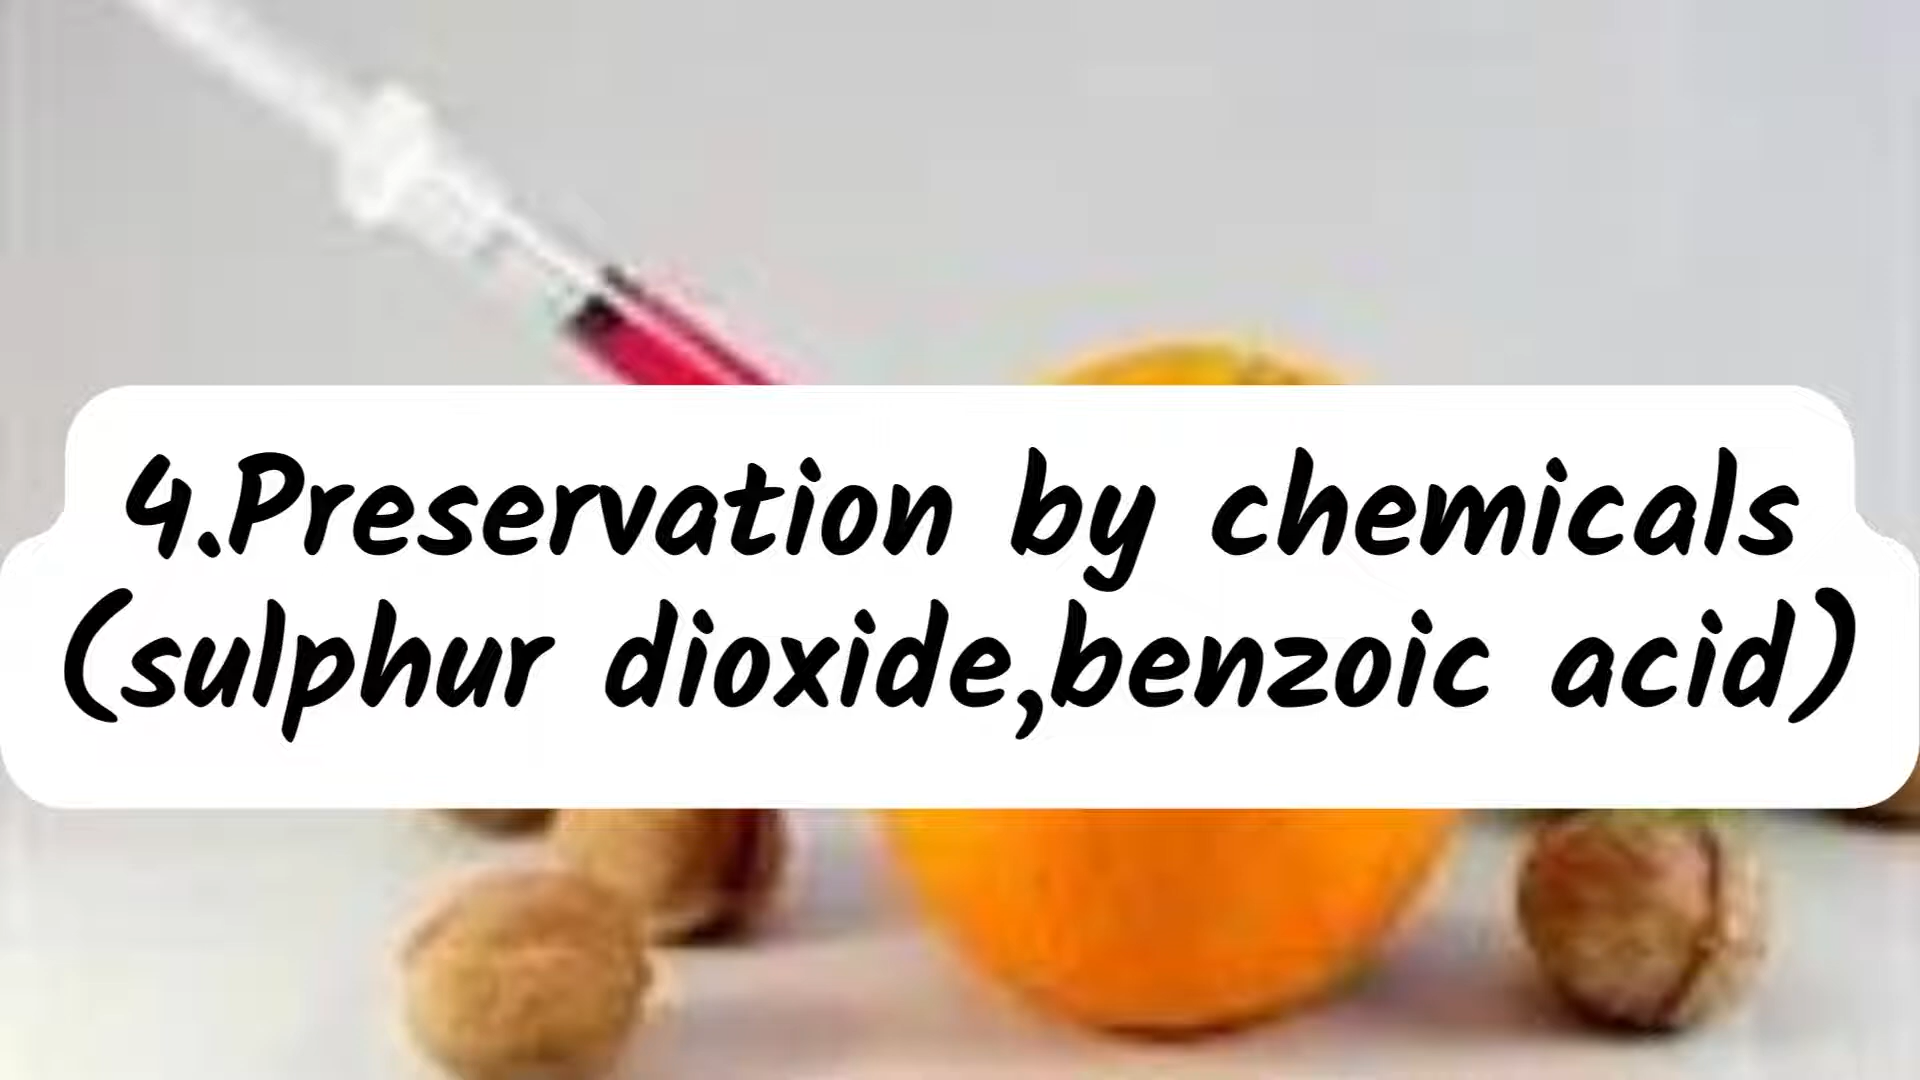 4.Preservation by chemicals
(sulphur dioxide,benzoic acid)